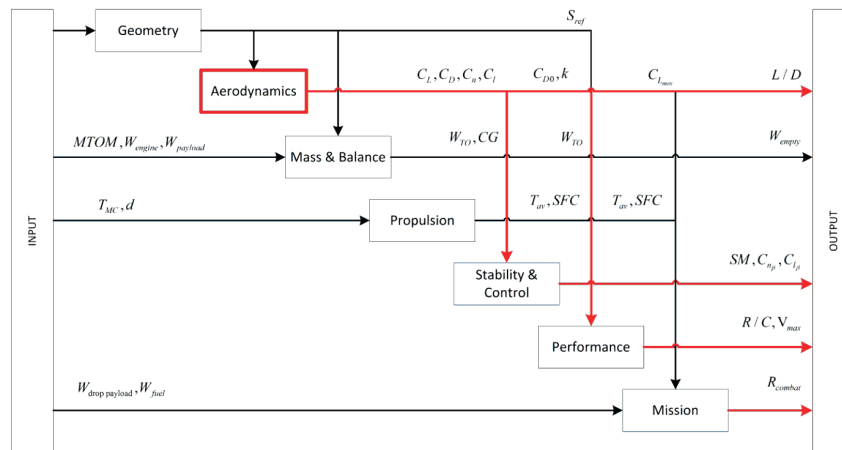 S_ref
Geometry
C_L, C_D, C_n, C_l
C_D0, k
C_Lmax
L / D
Aerodynamics
MTOM, W_engine, W_payload
W_TO, CG
W_TO
W_empty
Mass & Balance
T_MC, d
T_av, SFC
T_av, SFC
Propulsion
INPUT
OUTPUT
Stability &
Control
SM, C_nβ, C_lβ
R / C, V_max
Performance
W_drop payload, W_fuel
R_combat
Mission